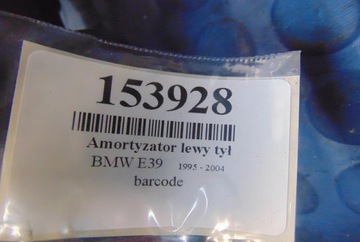 153928
Amortyzator lewy tył
BMW E39 1995 - 2004
barcode